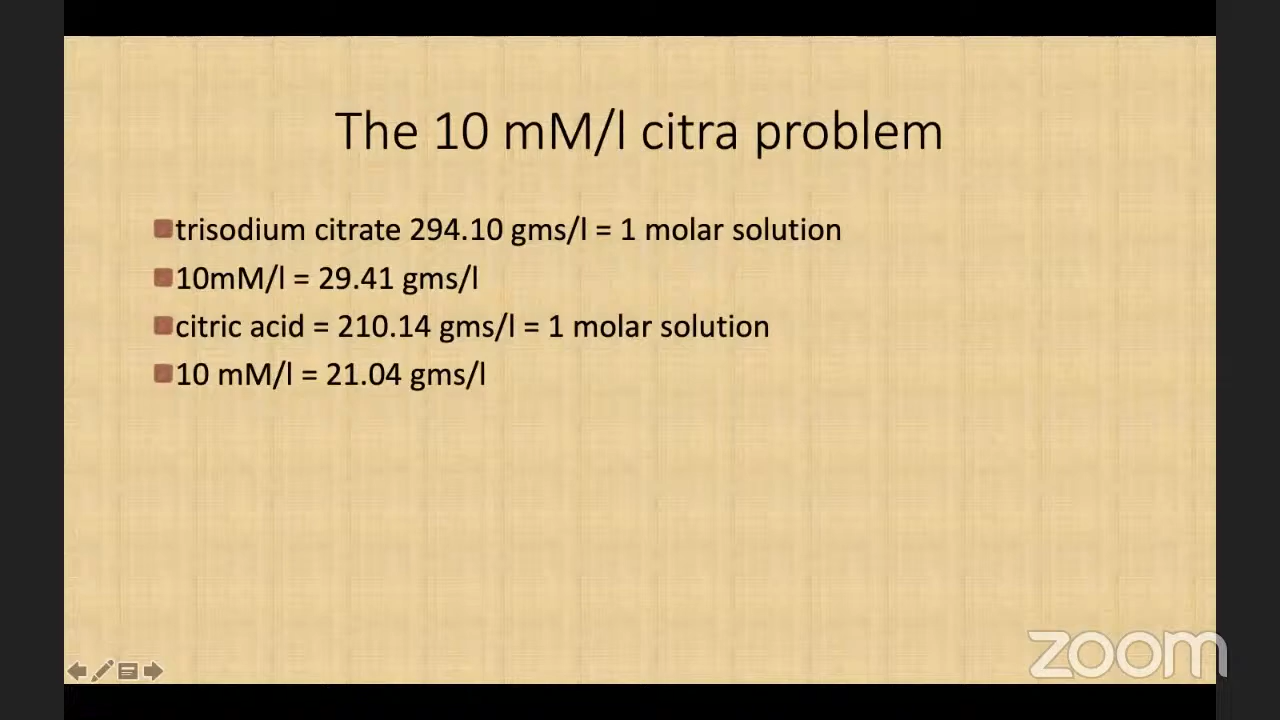 The 10 mM/l citra problem
trisodium citrate 294.10 gms/l = 1 molar solution
10mM/l = 29.41 gms/l
citric acid = 210.14 gms/l = 1 molar solution
10 mM/l = 21.04 gms/l
zoom